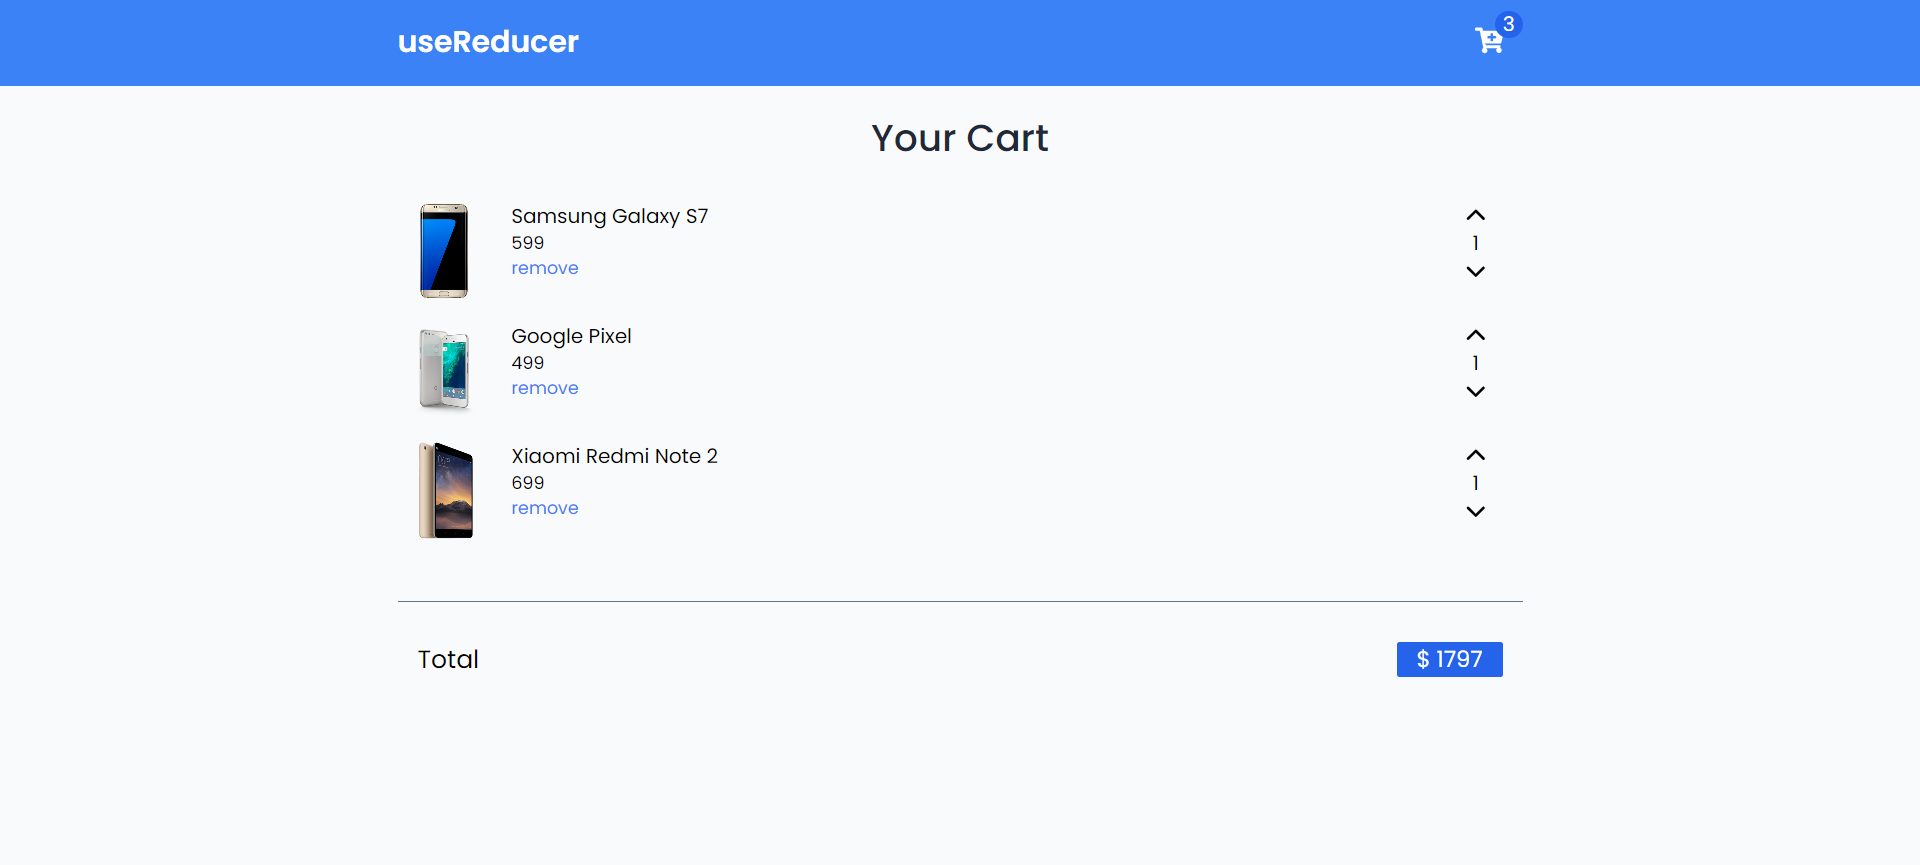 useReducer
3
Your Cart
Samsung Galaxy S7
599
1
remove
Google Pixel
499
1
remove
Xiaomi Redmi Note 2
699
1
remove
Total
$ 1797